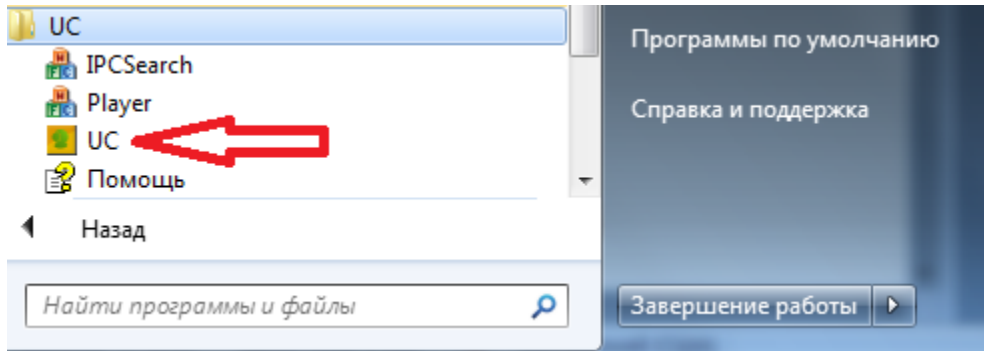 UC
IPCSearch
Player
UC
Помощь
Назад
Найти программы и файлы
Программы по умолчанию
Справка и поддержка
Завершение работы